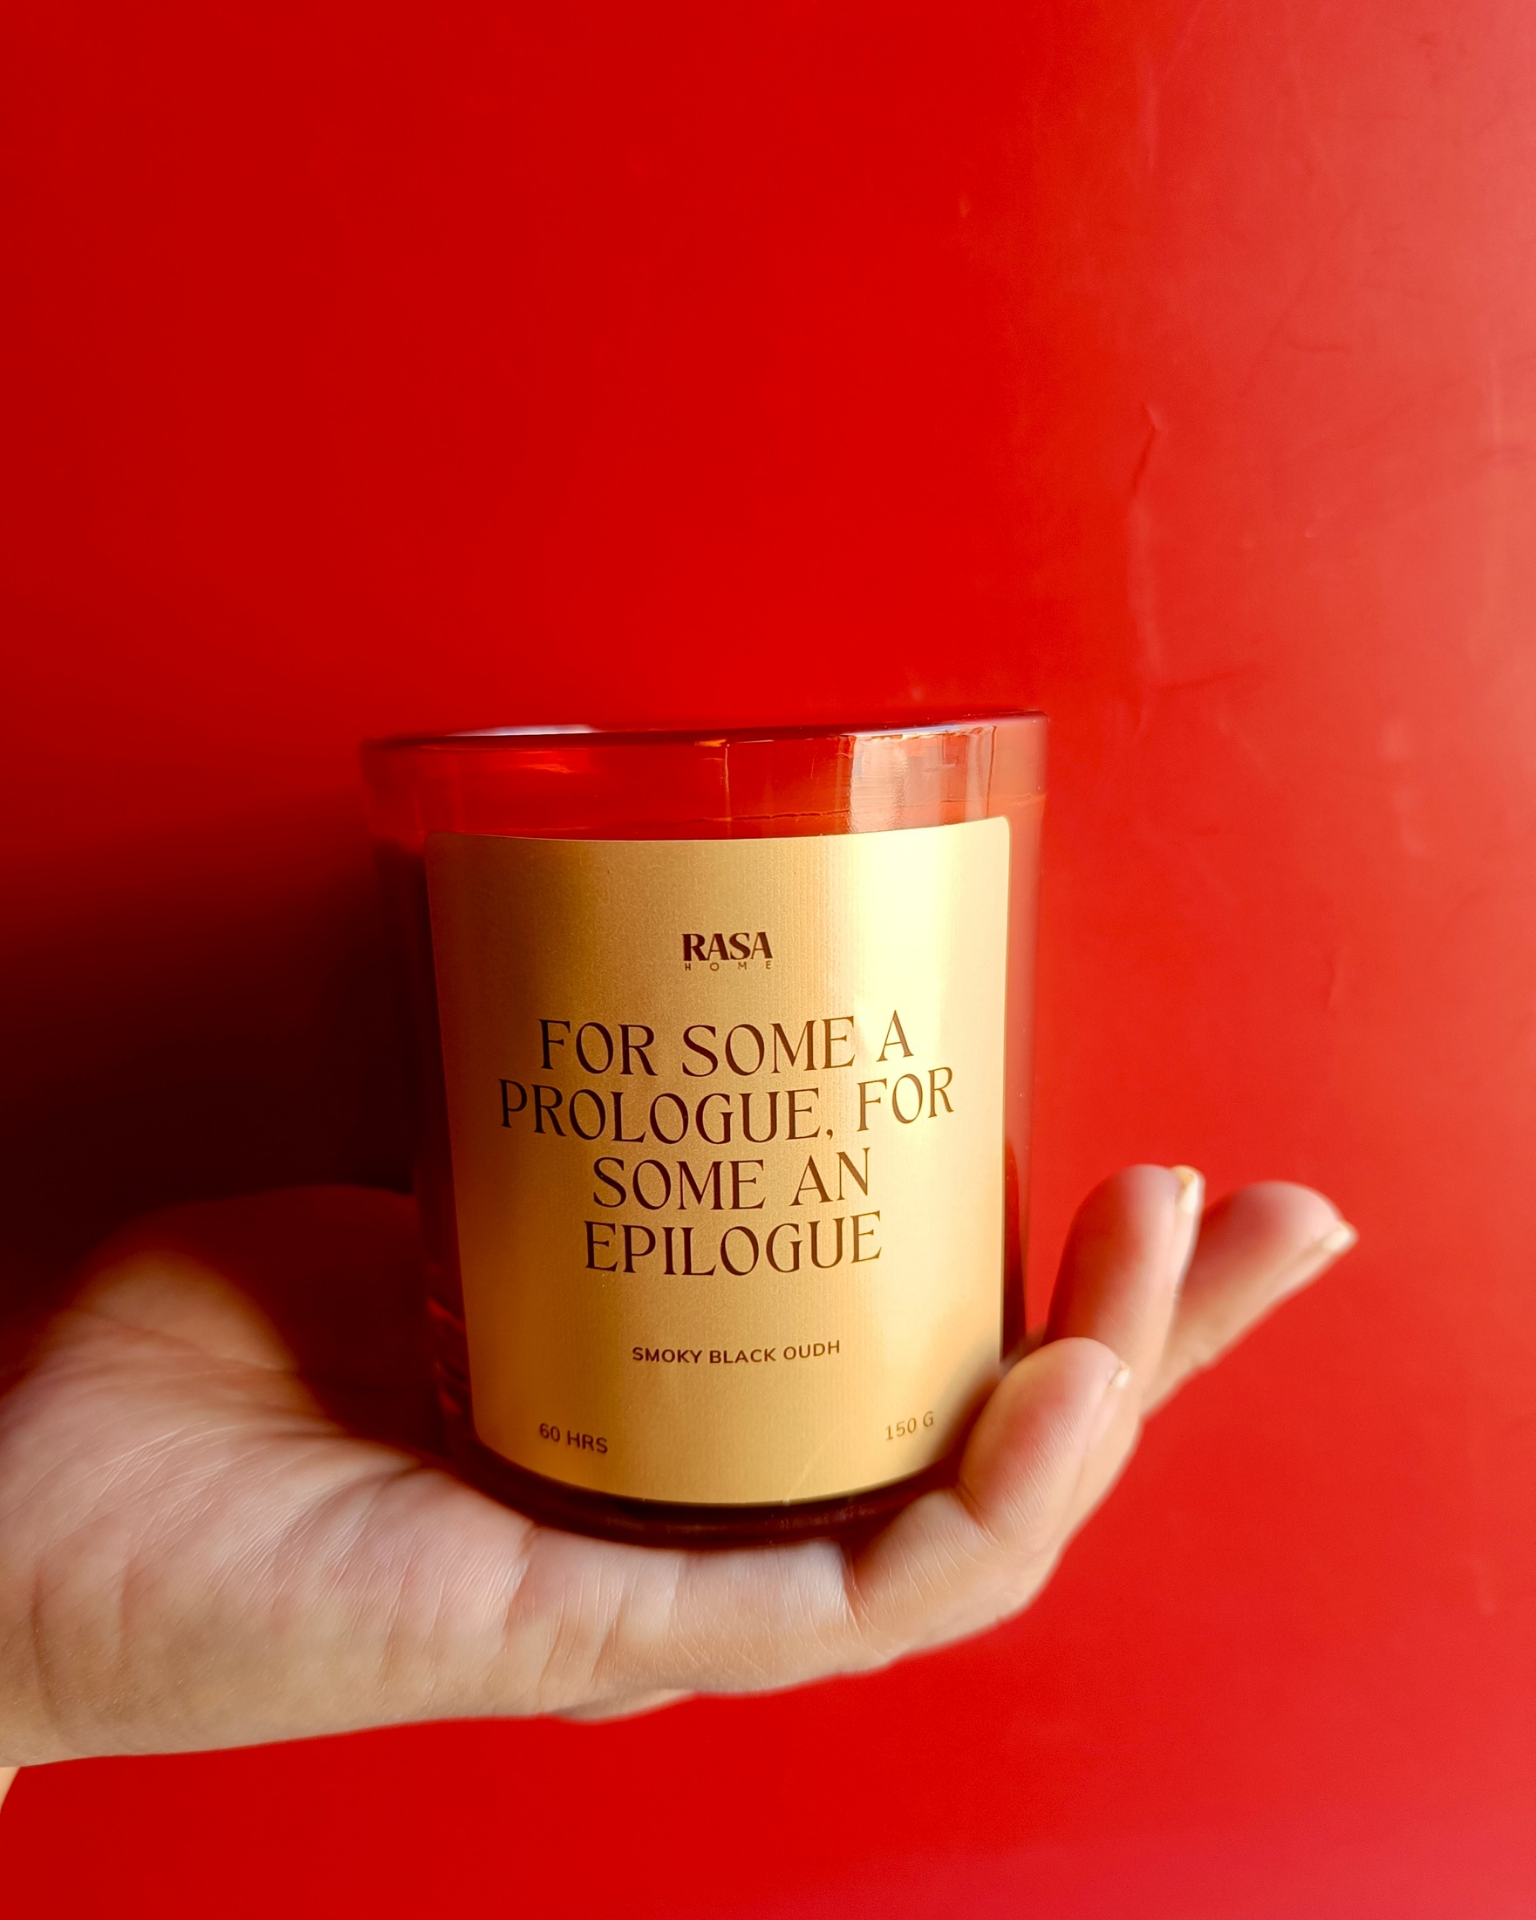 RASA
HOME
FOR SOME A
PROLOGUE, FOR
SOME AN
EPILOGUE
SMOKY BLACK OUDH
60 HRS
150 G